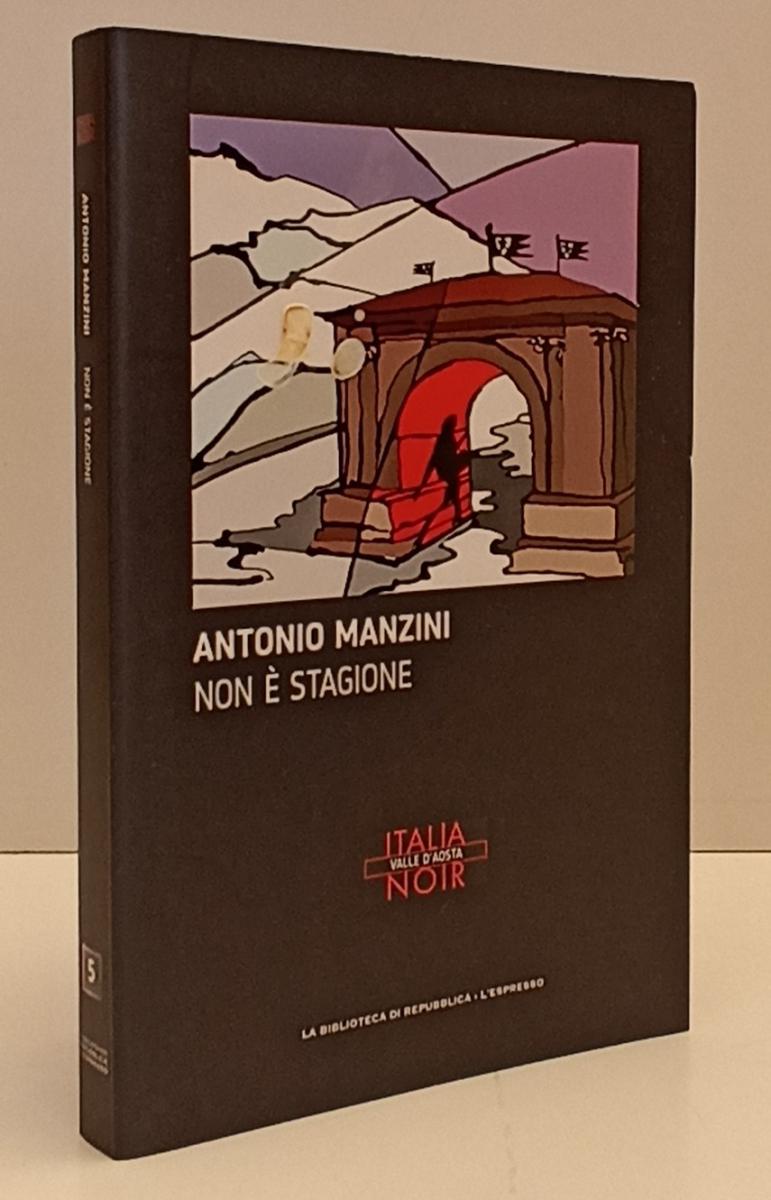 ANTONIO MANZINI NON È STAGIONE
5
ANTONIO MANZINI
NON È STAGIONE
ITALIA
VALLE D'AOSTA
NOIR
LA BIBLIOTECA DI REPUBBLICA • L'ESPRESSO